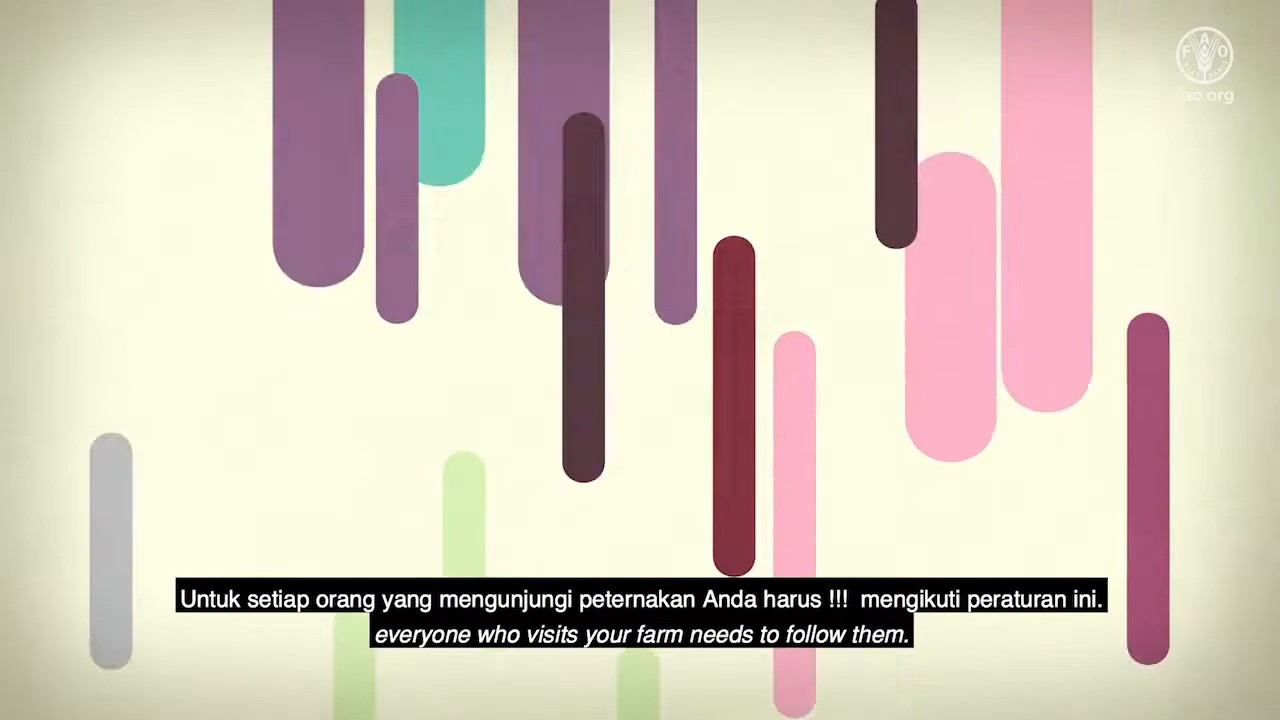 FAO
fao.org
Untuk setiap orang yang mengunjungi peternakan Anda harus !!!  mengikuti peraturan ini.
everyone who visits your farm needs to follow them.